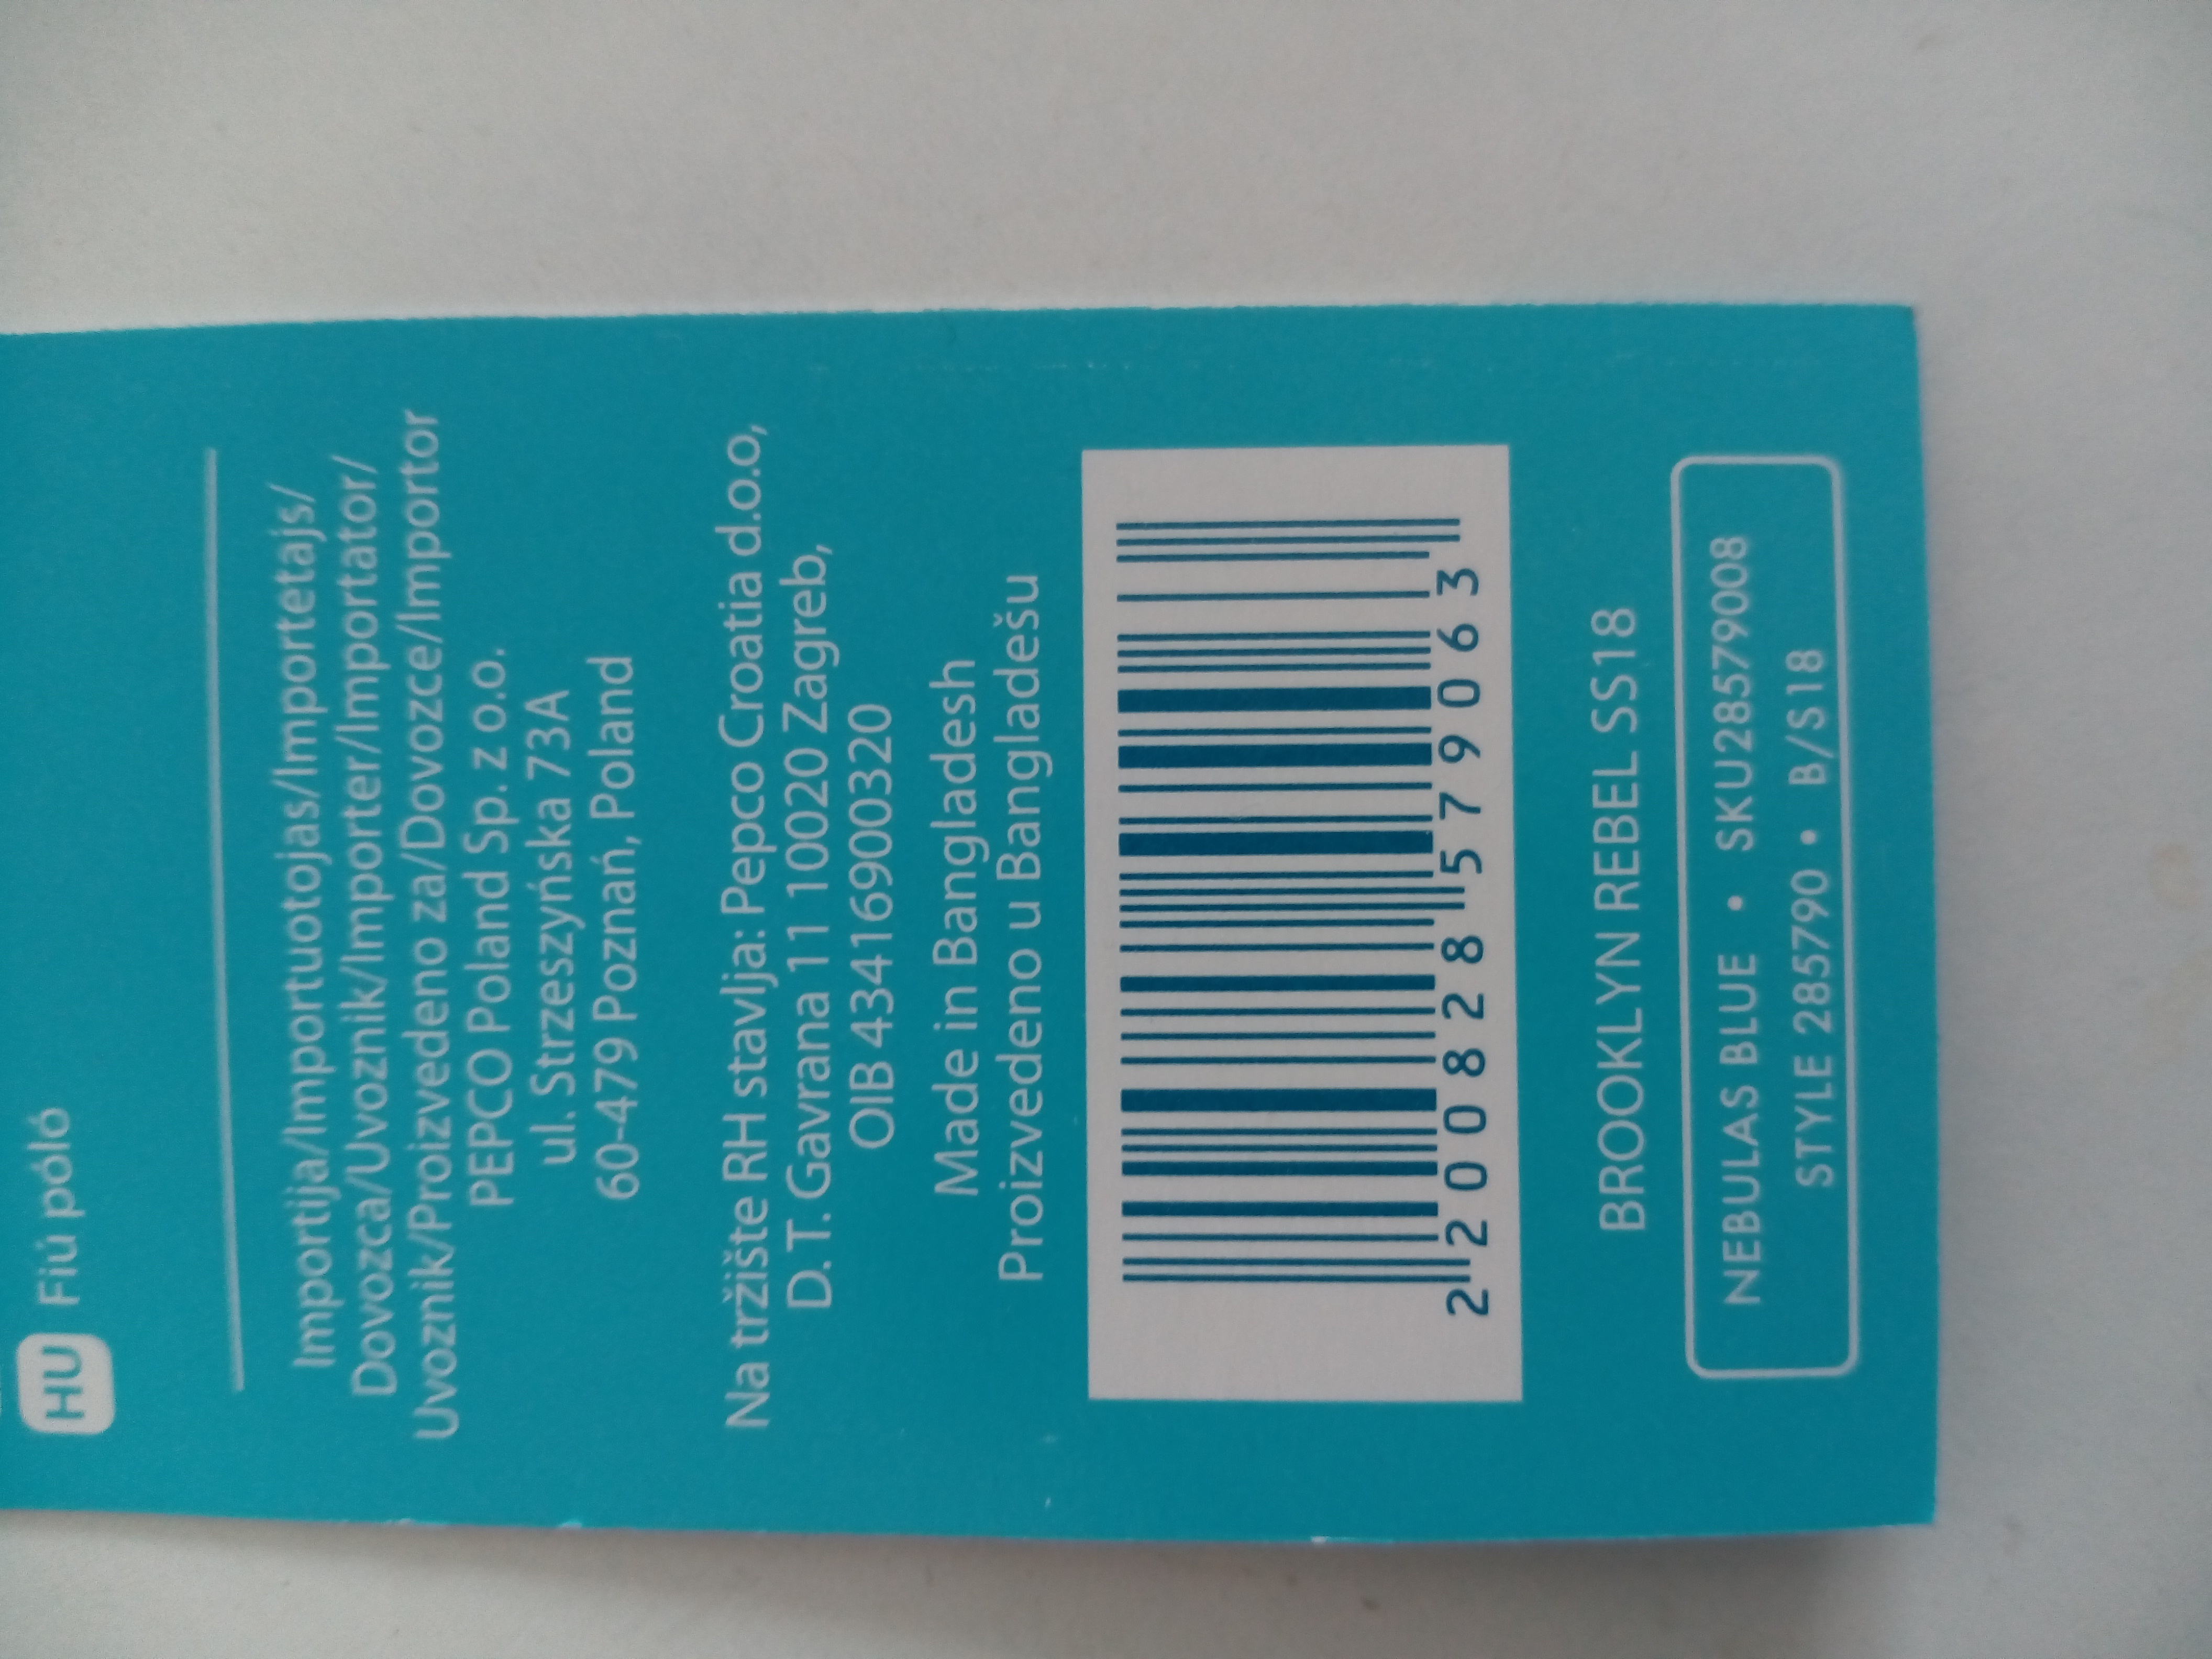 HU Fiú póló
Importija/Importuotojas/Importetajs/
Dovozca/Uvoznik/Importer/Importator/
Uvoznik/Proizvedeno za/Dovozce/Importor
PEPCO Poland Sp. z o.o.
ul. Strzeszyńska 73A
60-479 Poznań, Poland
Na tržište RH stavlja: Pepco Croatia d.o.o,
D. T. Gavrana 11 10020 Zagreb,
OIB 43416900320
Made in Bangladesh
Proizvedeno u Bangladešu
2 200828 579063
BROOKLYN REBEL SS18
NEBULAS BLUE • SKU28579008
STYLE 285790 • B/S18